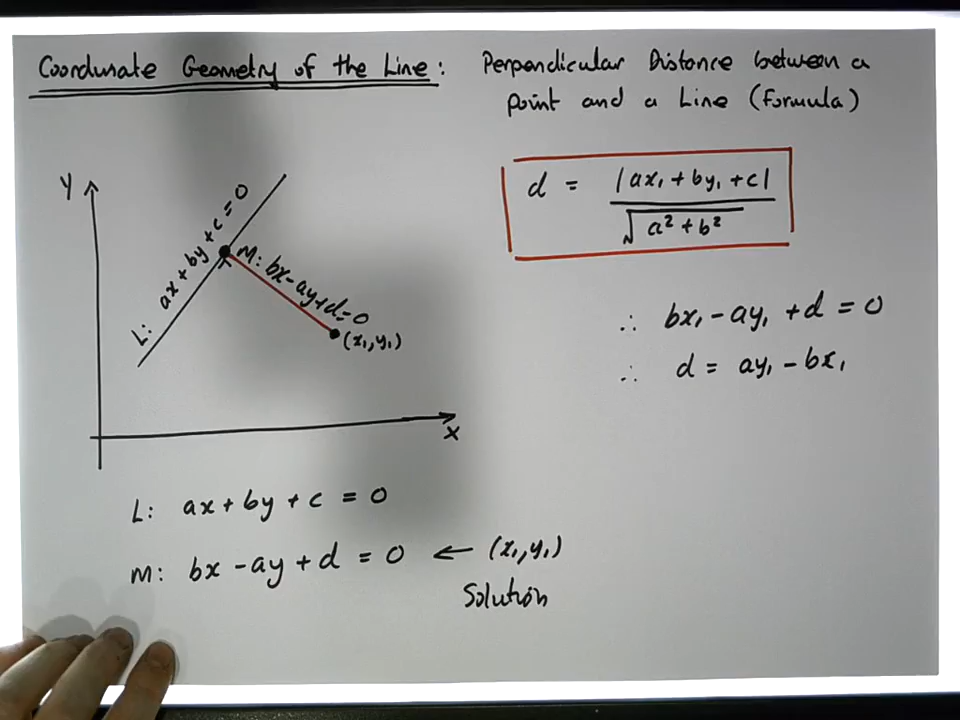 Coordinate Geometry of the Line: Perpendicular Distance between a
point and a Line (formula)
d = |ax₁ + by₁ + c| / √(a² + b²)
Y
L: ax + by + c = 0
M: bx - ay + d = 0
(x₁, y₁)
X
∴ bx₁ - ay₁ + d = 0
∴ d = ay₁ - bx₁
L: ax + by + c = 0
M: bx - ay + d = 0 ← (x₁, y₁)
Solution